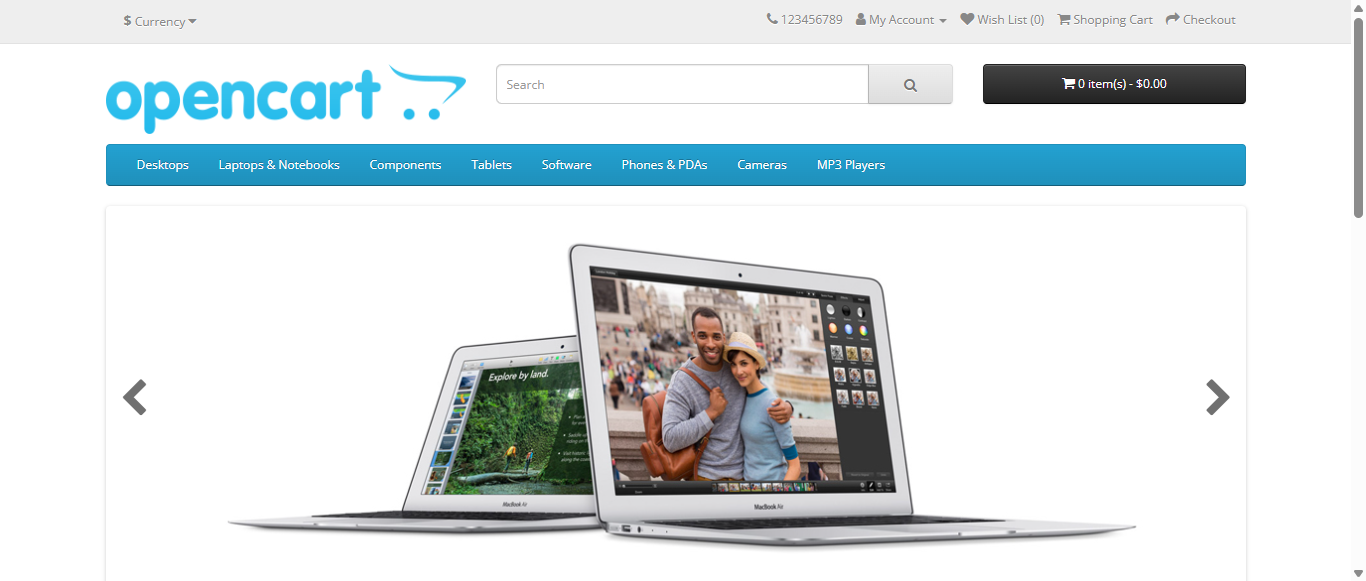 $ Currency
123456789 My Account Wish List (0) Shopping Cart Checkout
opencart
Search
0 item(s) - $0.00
Desktops Laptops & Notebooks Components Tablets Software Phones & PDAs Cameras MP3 Players
Explore by land.
MacBook Air
MacBook Air